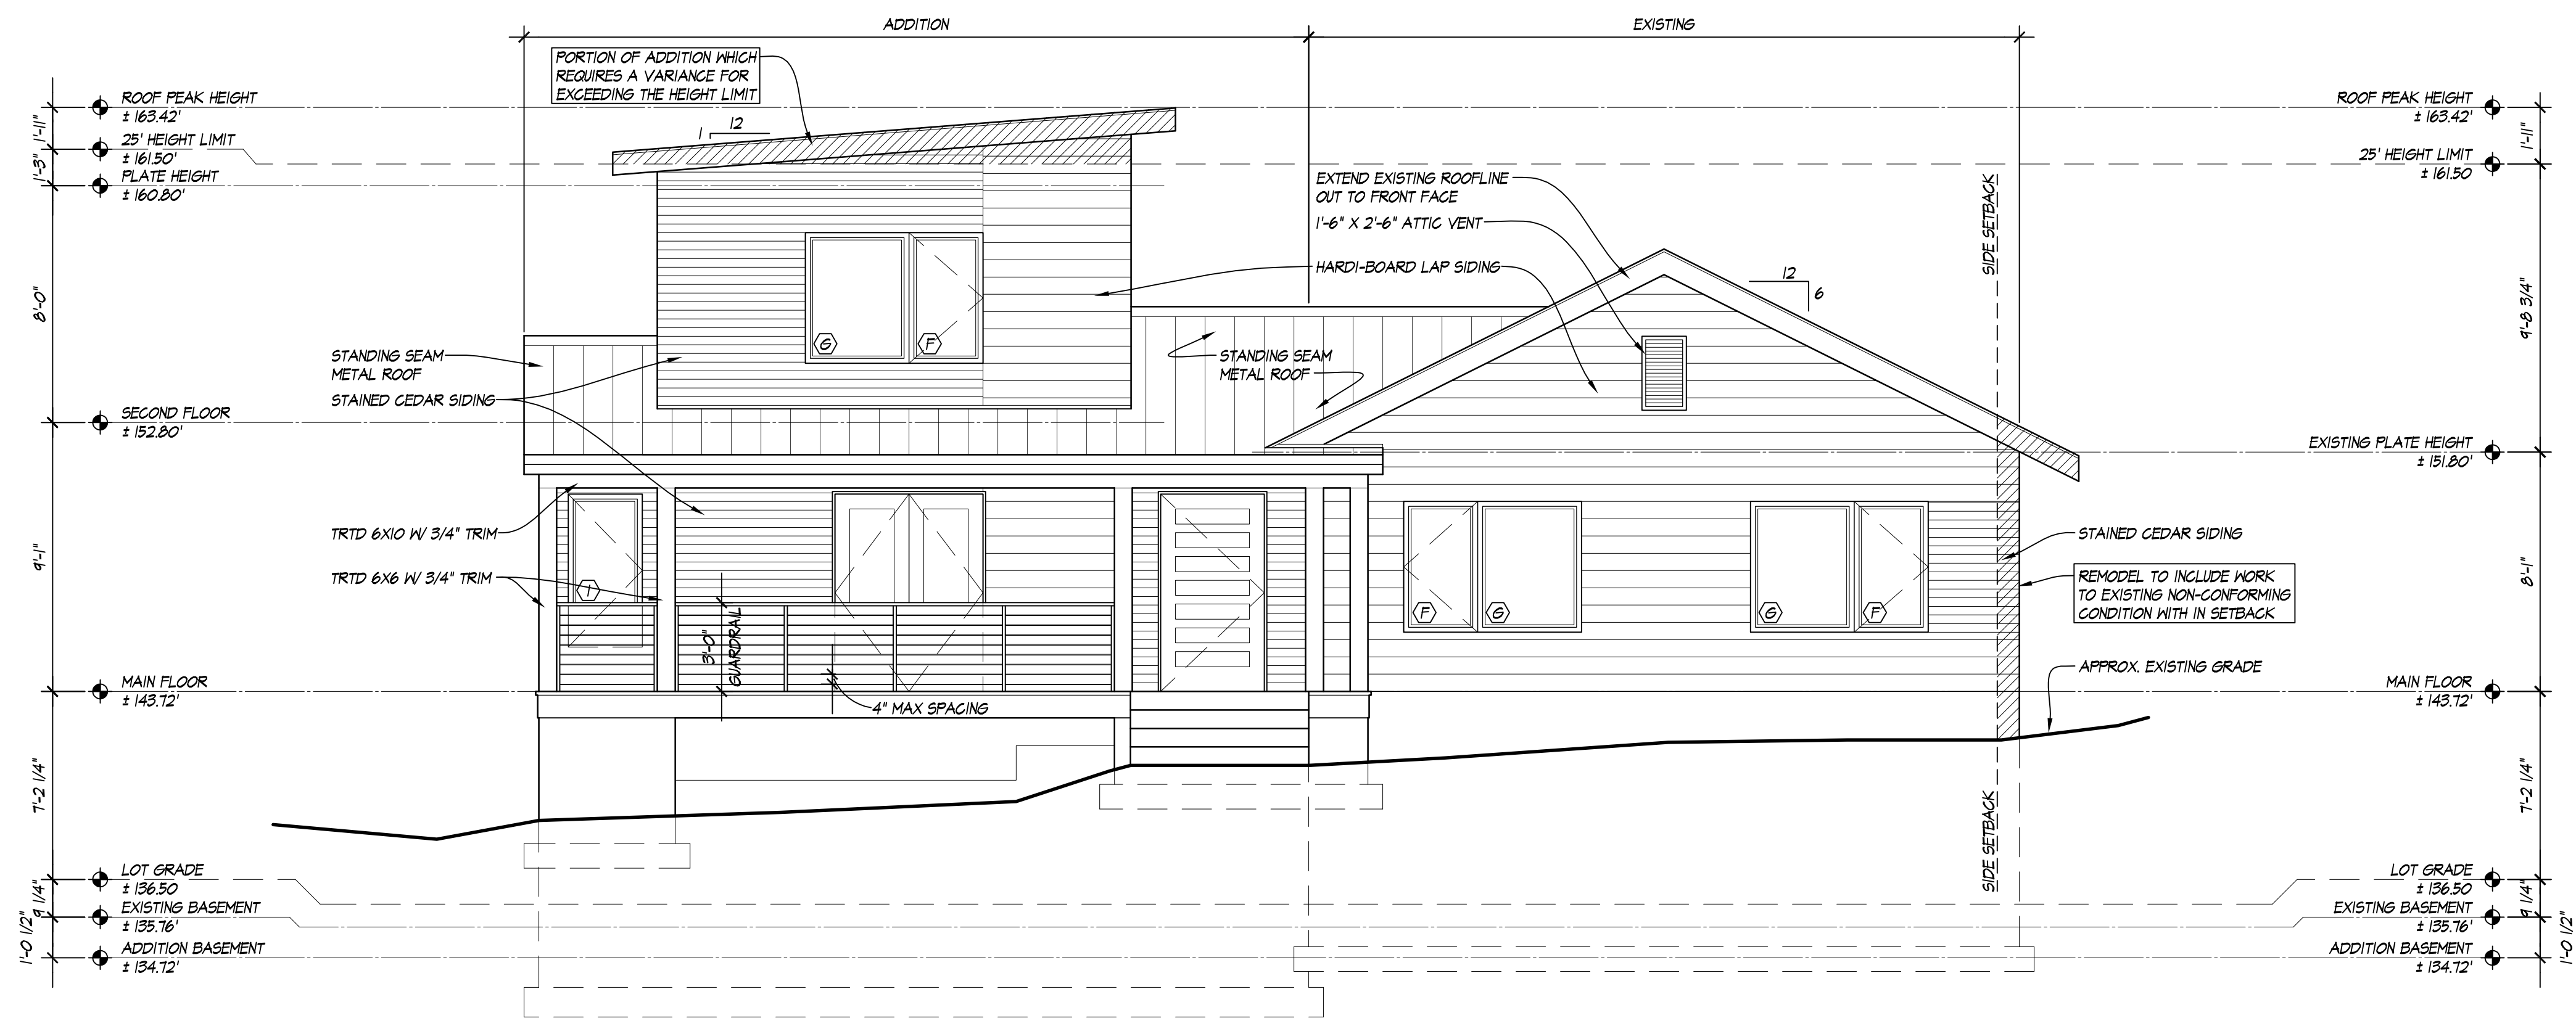 ADDITION
EXISTING
PORTION OF ADDITION WHICH
REQUIRES A VARIANCE FOR
EXCEEDING THE HEIGHT LIMIT
ROOF PEAK HEIGHT
± 163.42'
25' HEIGHT LIMIT
± 161.50'
PLATE HEIGHT
± 160.80'
1'-11"
1'-3"
8'-0"
1
12
ROOF PEAK HEIGHT
± 163.42'
25' HEIGHT LIMIT
± 161.50
1'-11"
9'-8 3/4"
EXTEND EXISTING ROOFLINE
OUT TO FRONT FACE
1'-6" X 2'-6" ATTIC VENT
HARDI-BOARD LAP SIDING
SIDE SETBACK
12
6
G
F
STANDING SEAM
METAL ROOF
STAINED CEDAR SIDING
STANDING SEAM
METAL ROOF
SECOND FLOOR
± 152.80'
EXISTING PLATE HEIGHT
± 151.80'
TRTD 6X10 W/ 3/4" TRIM
TRTD 6X6 W/ 3/4" TRIM
9'-1"
8'-1"
I
3'-0"
GUARDRAIL
4" MAX SPACING
F
G
G
F
STAINED CEDAR SIDING
REMODEL TO INCLUDE WORK
TO EXISTING NON-CONFORMING
CONDITION WITH IN SETBACK
APPROX. EXISTING GRADE
MAIN FLOOR
± 143.72'
MAIN FLOOR
± 143.72'
7'-2 1/4"
7'-2 1/4"
SIDE SETBACK
LOT GRADE
± 136.50
EXISTING BASEMENT
± 135.76'
ADDITION BASEMENT
± 134.72'
9 1/4"
1'-0 1/2"
LOT GRADE
± 136.50
EXISTING BASEMENT
± 135.76'
ADDITION BASEMENT
± 134.72'
9 1/4"
1'-0 1/2"